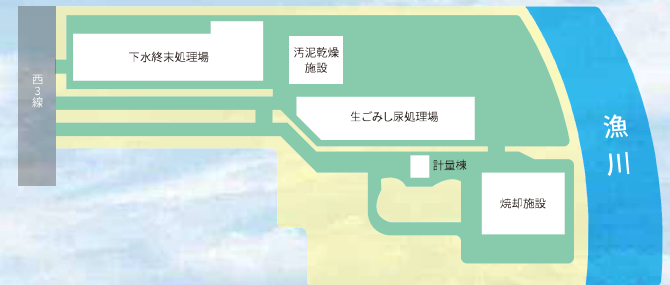 下水終末処理場
汚泥乾燥
施設
西3線
生ごみし尿処理場
漁川
計量棟
焼却施設